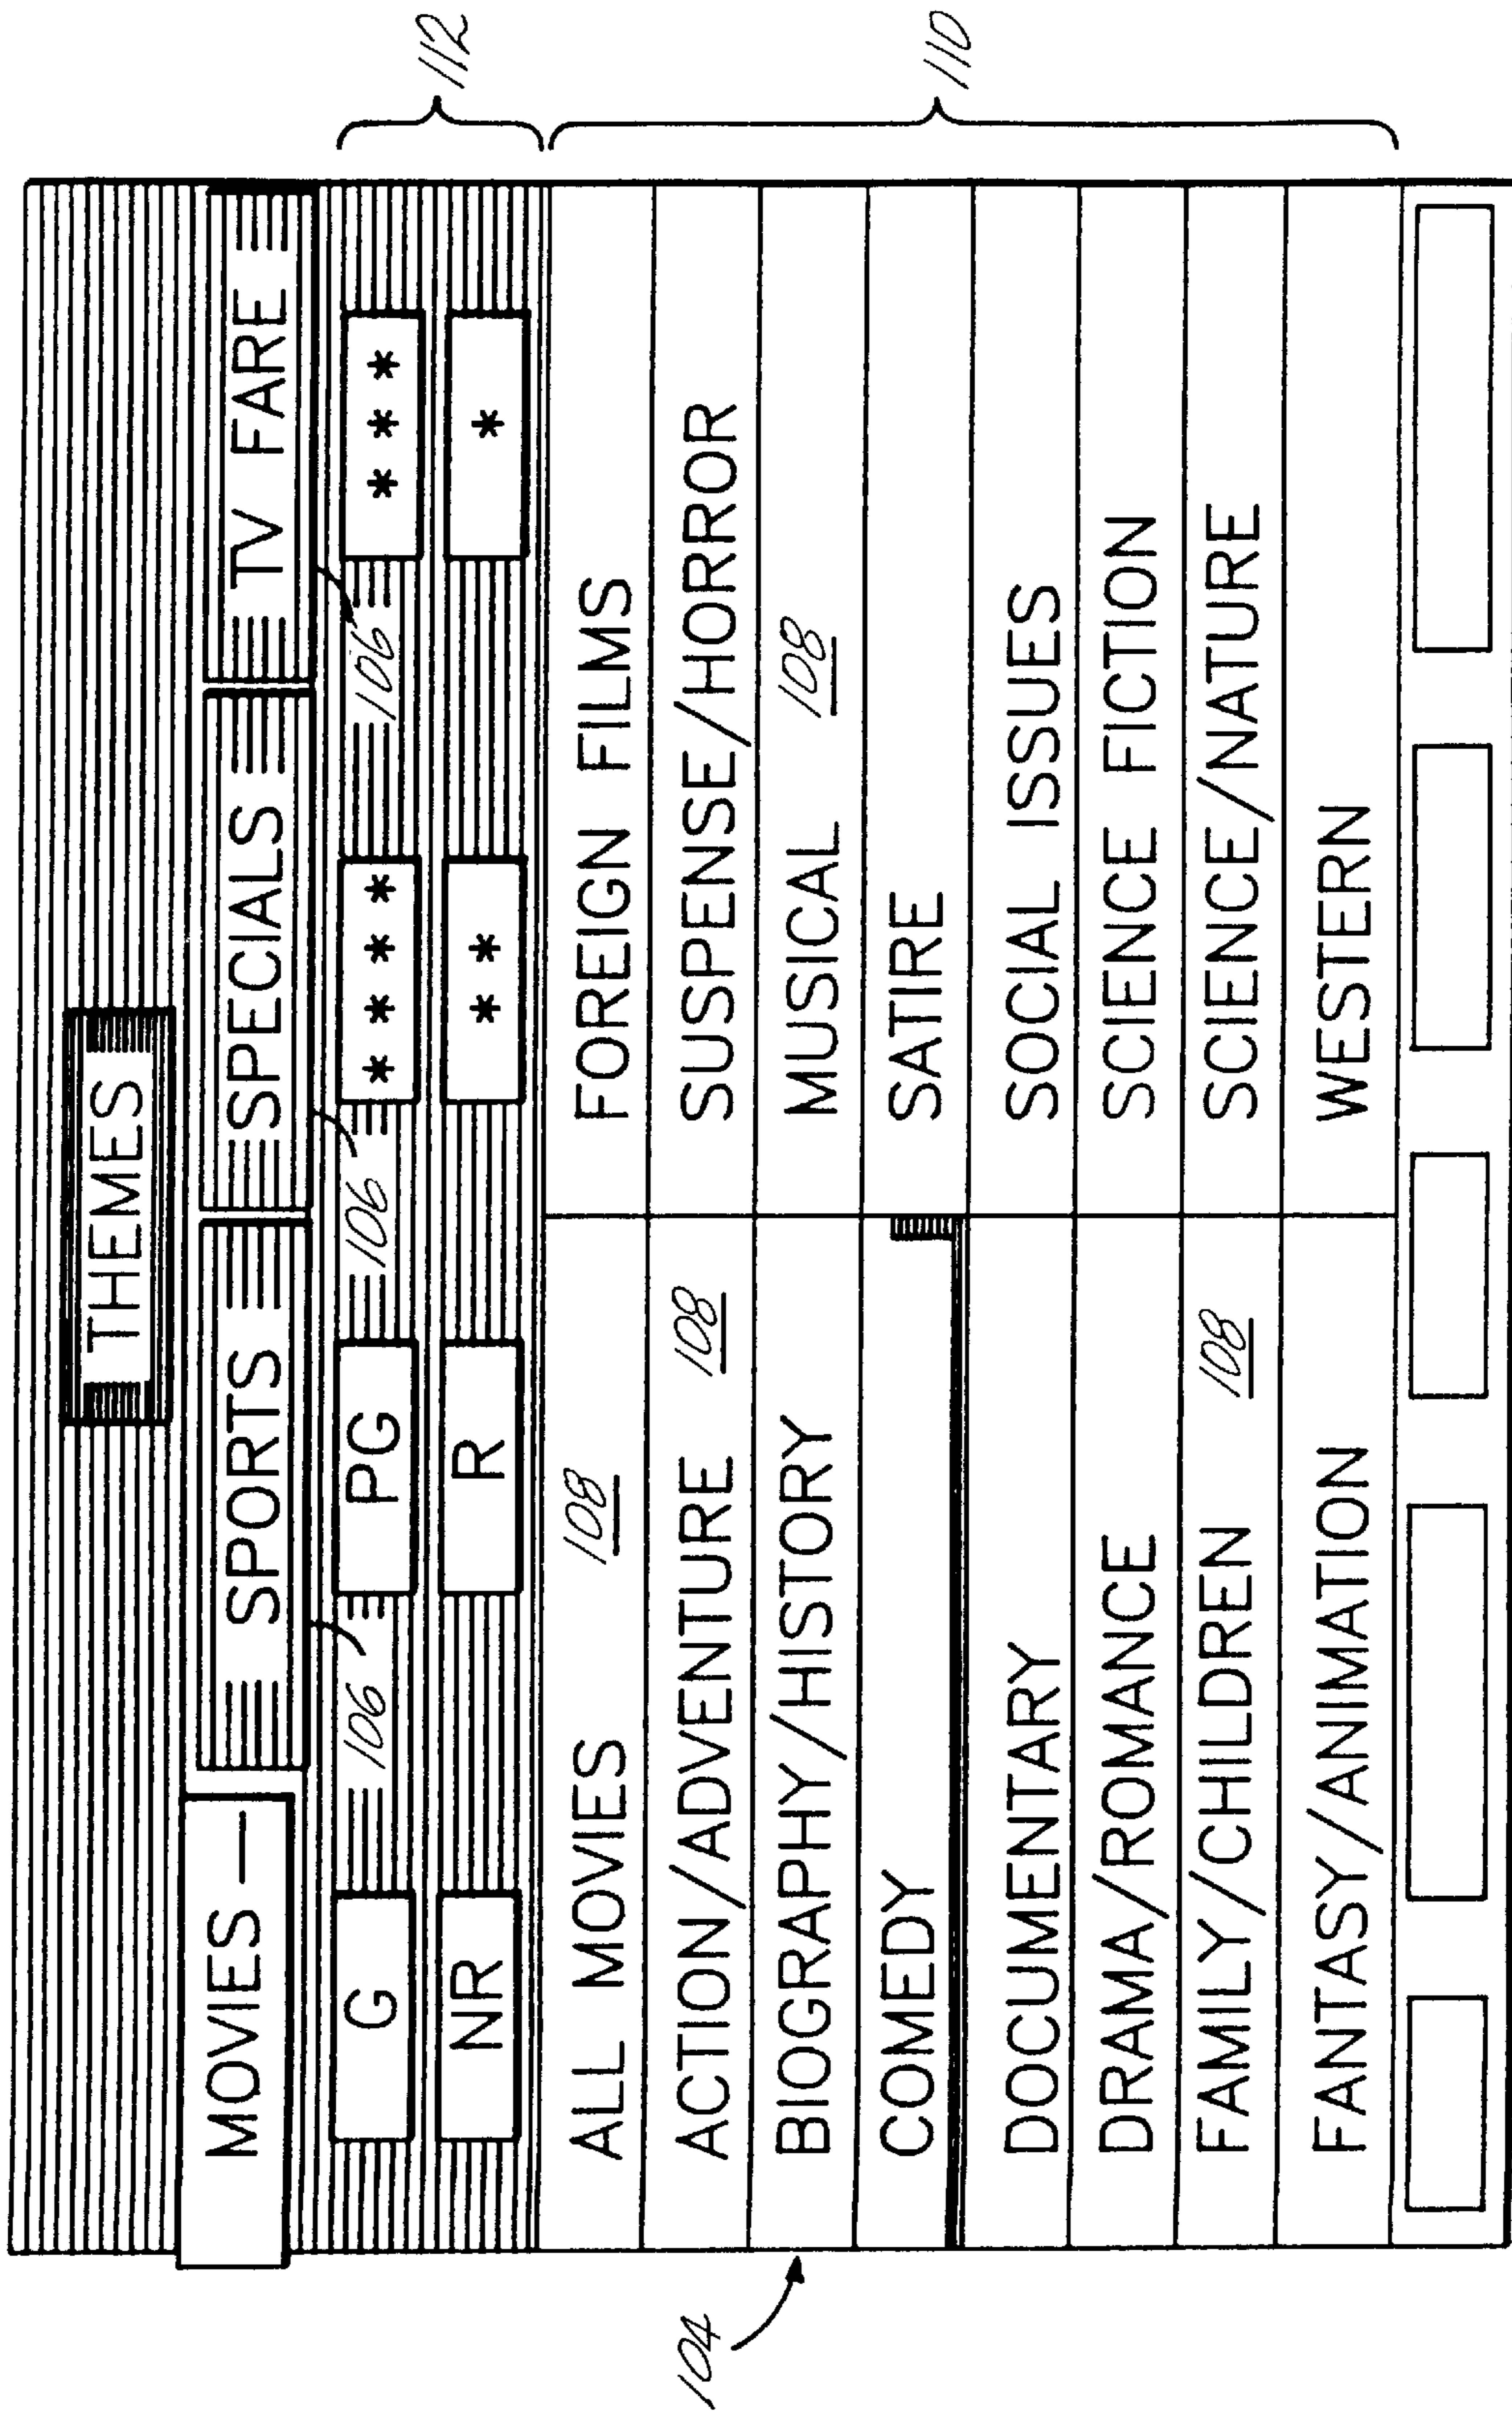 THEMES
MOVIES — SPORTS SPECIALS TV FARE
106 106 106
G PG * * * * * * *
NR R * * *
112
ALL MOVIES 108 FOREIGN FILMS
ACTION/ADVENTURE 108 SUSPENSE/HORROR
BIOGRAPHY/HISTORY MUSICAL 108
COMEDY SATIRE
DOCUMENTARY SOCIAL ISSUES
DRAMA/ROMANCE SCIENCE FICTION
FAMILY/CHILDREN 108 SCIENCE/NATURE
FANTASY/ANIMATION WESTERN
110
104